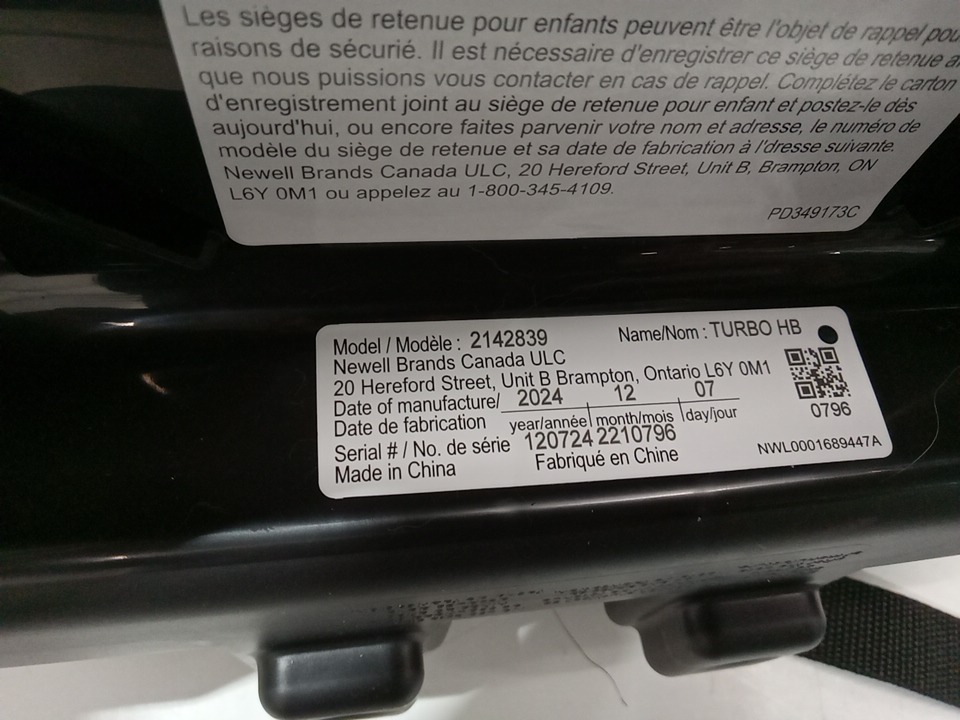 Les sièges de retenue pour enfants peuvent être l'objet de rappel pou
raisons de sécurié. Il est nécessaire d'enregistrer ce siège de retenue a
que nous puissions vous contacter en cas de rappel. Complétez le carton
d'enregistrement joint au siège de retenue pour enfant et postez-le dès
aujourd'hui, ou encore faites parvenir votre nom et adresse, le numéro de
modèle du siège de retenue et sa date de fabrication à l'dresse suivante.
Newell Brands Canada ULC, 20 Hereford Street, Unit B, Brampton, ON
L6Y 0M1 ou appelez au 1-800-345-4109.
PD349173C
Model / Modèle : 2142839 Name/Nom : TURBO HB
Newell Brands Canada ULC
20 Hereford Street, Unit B Brampton, Ontario L6Y 0M1
Date of manufacture/ 2024 12 07
Date de fabrication year/année month/mois day/jour
0796
Serial # / No. de série 120724 2210796
Made in China Fabriqué en Chine NWL0001689447A